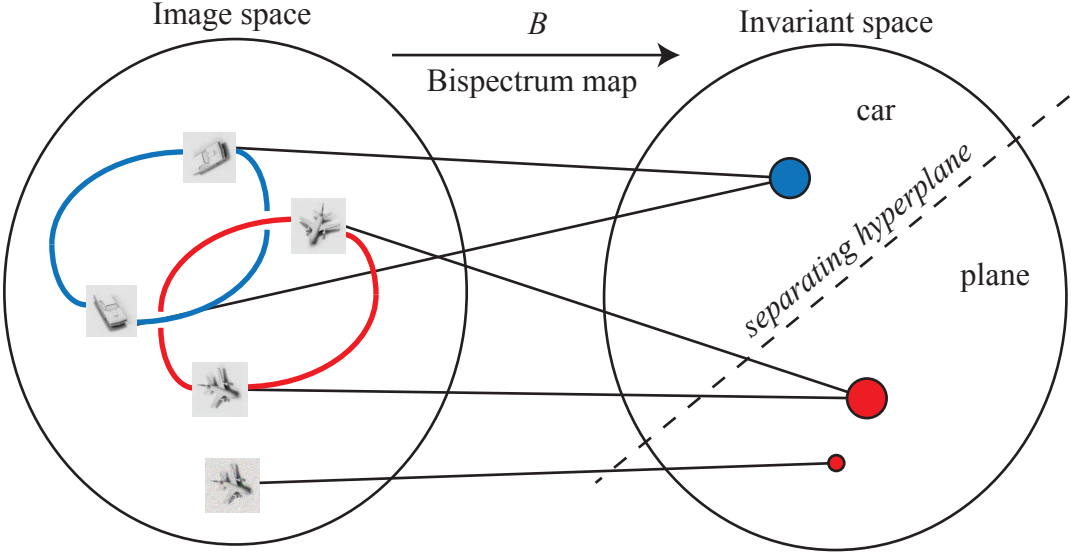 Image space
B
Bispectrum map
Invariant space
car
separating hyperplane
plane